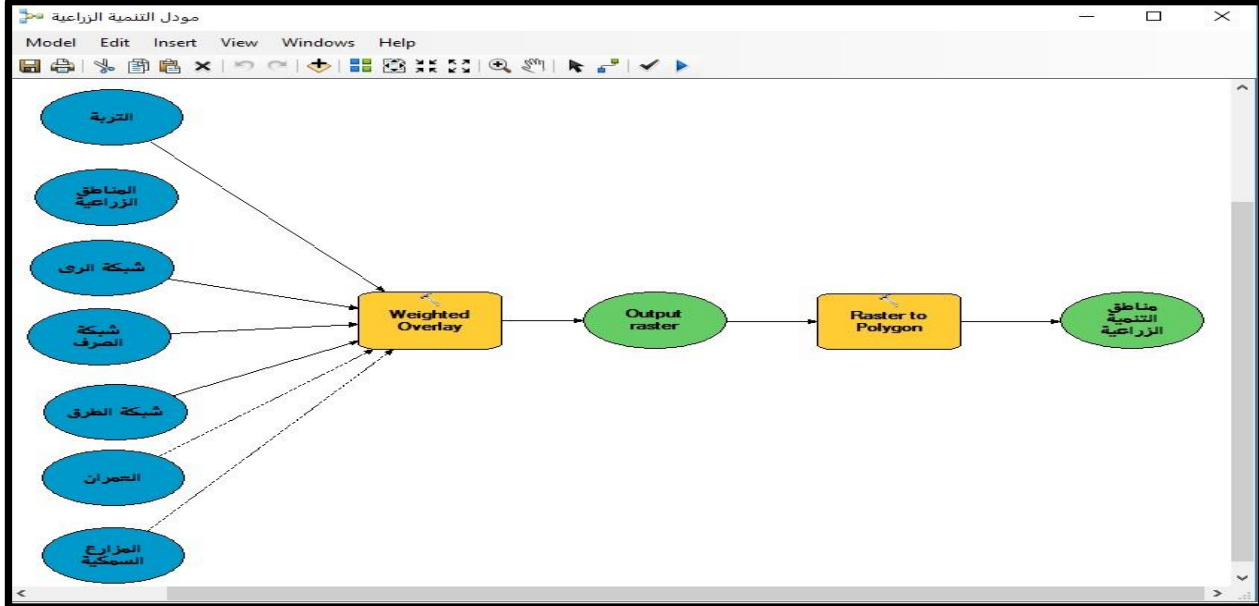 مودل التنمية الزراعية
Model Edit Insert View Windows Help
التربة
المناطق
الزراعية
شبكة الرى
شبكة
الصرف
شبكة الطرق
العمران
المزارع
السمكية
Weighted
Overlay
Output
raster
Raster to
Polygon
مناطق
التنمية
الزراعية